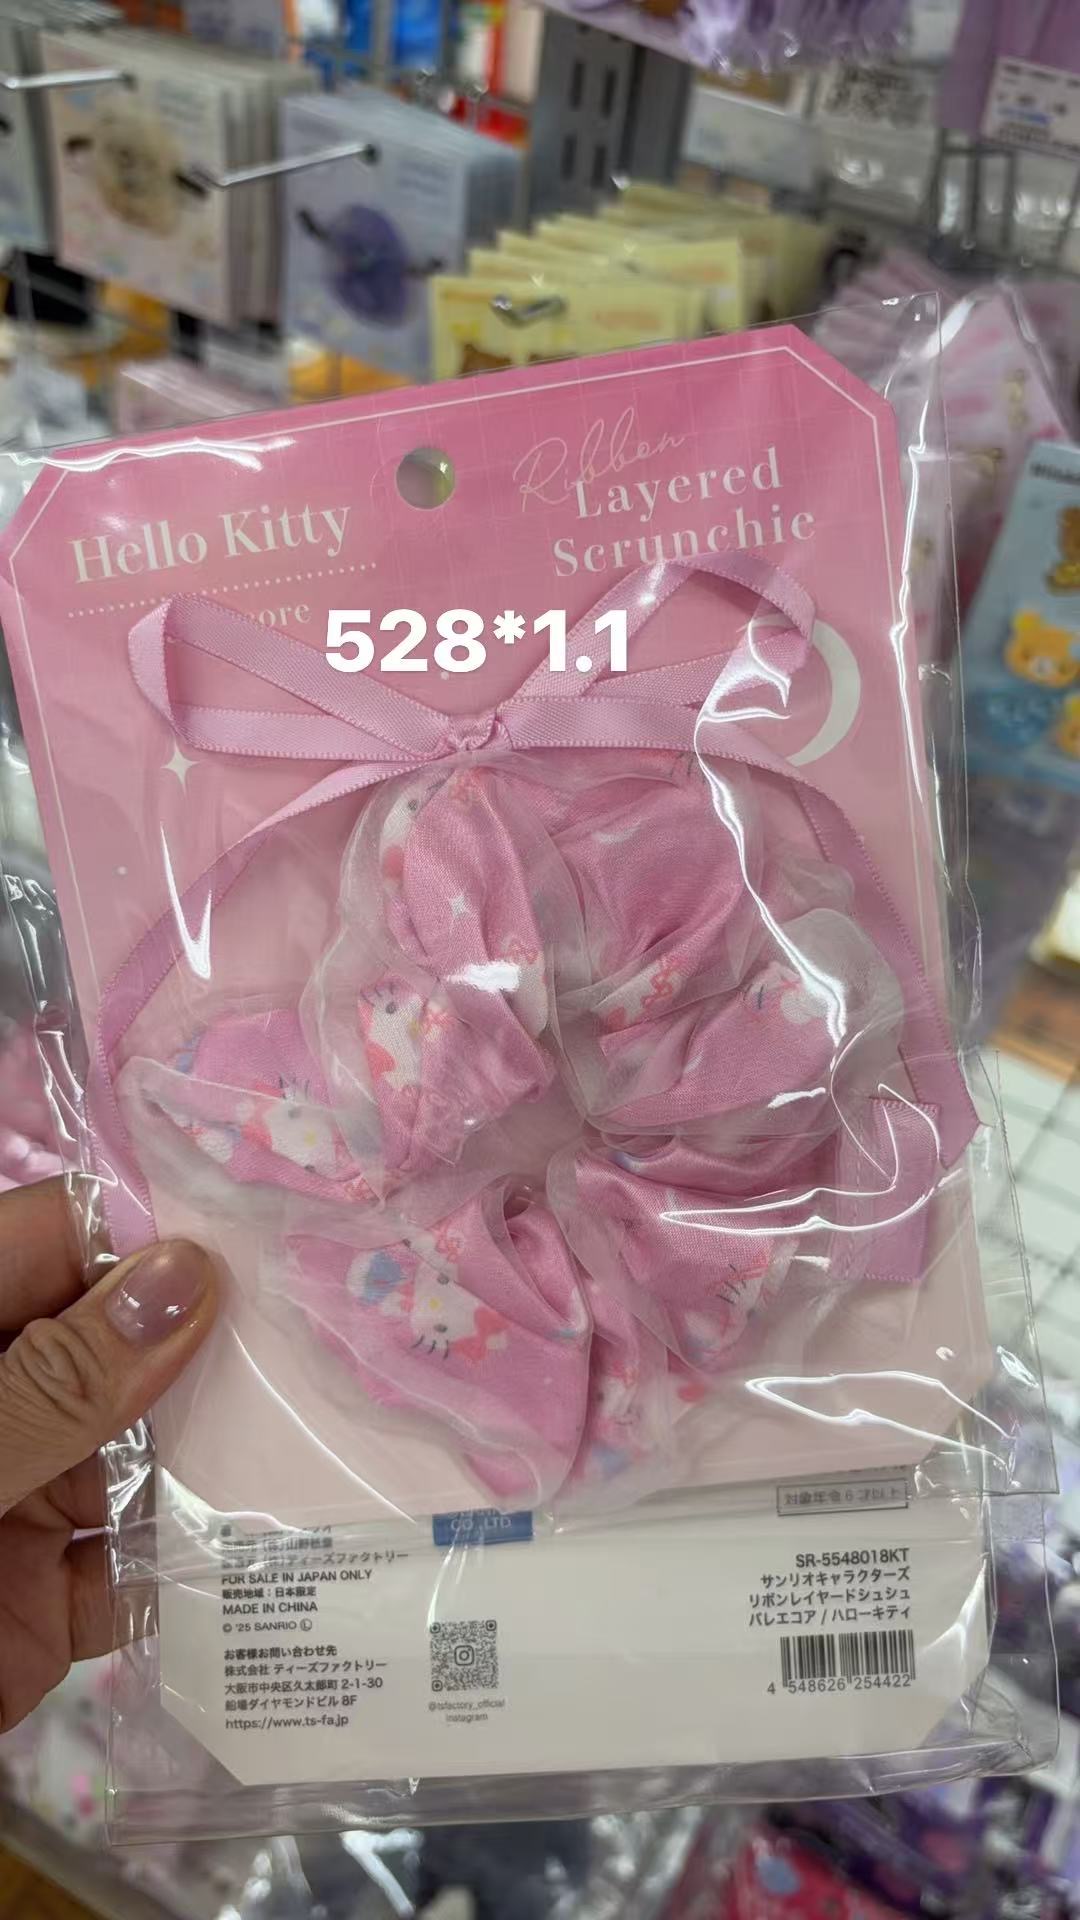 Hello Kitty
Ribbon
Layered
Scrunchie
528*1.1
対象年令6才以上
CO.,LTD
FOR SALE IN JAPAN ONLY
販売地域：日本限定
MADE IN CHINA
© '25 SANRIO Ⓛ
お客様お問い合わせ先
株式会社 ティーズファクトリー
大阪市中央区久太郎町 2-1-30
船場ダイヤモンドビル 8F
https://www.ts-fa.jp
@tsfactory_official
Instagram
SR-5548018KT
サンリオキャラクターズ
リボンレイヤードシュシュ
バレエコア / ハローキティ
4 548626 254422